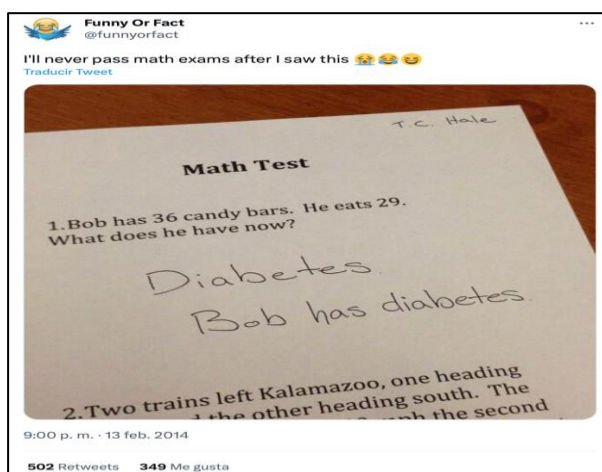 Funny Or Fact
@funnyorfact
I'll never pass math exams after I saw this 😭😂😆
Traducir Tweet
T.C. Hale
Math Test
1.Bob has 36 candy bars. He eats 29.
What does he have now?
Diabetes.
Bob has diabetes.
2.Two trains left Kalamazoo, one heading
the other heading south. The
mph the second
9:00 p. m. · 13 feb. 2014
502 Retweets 349 Me gusta